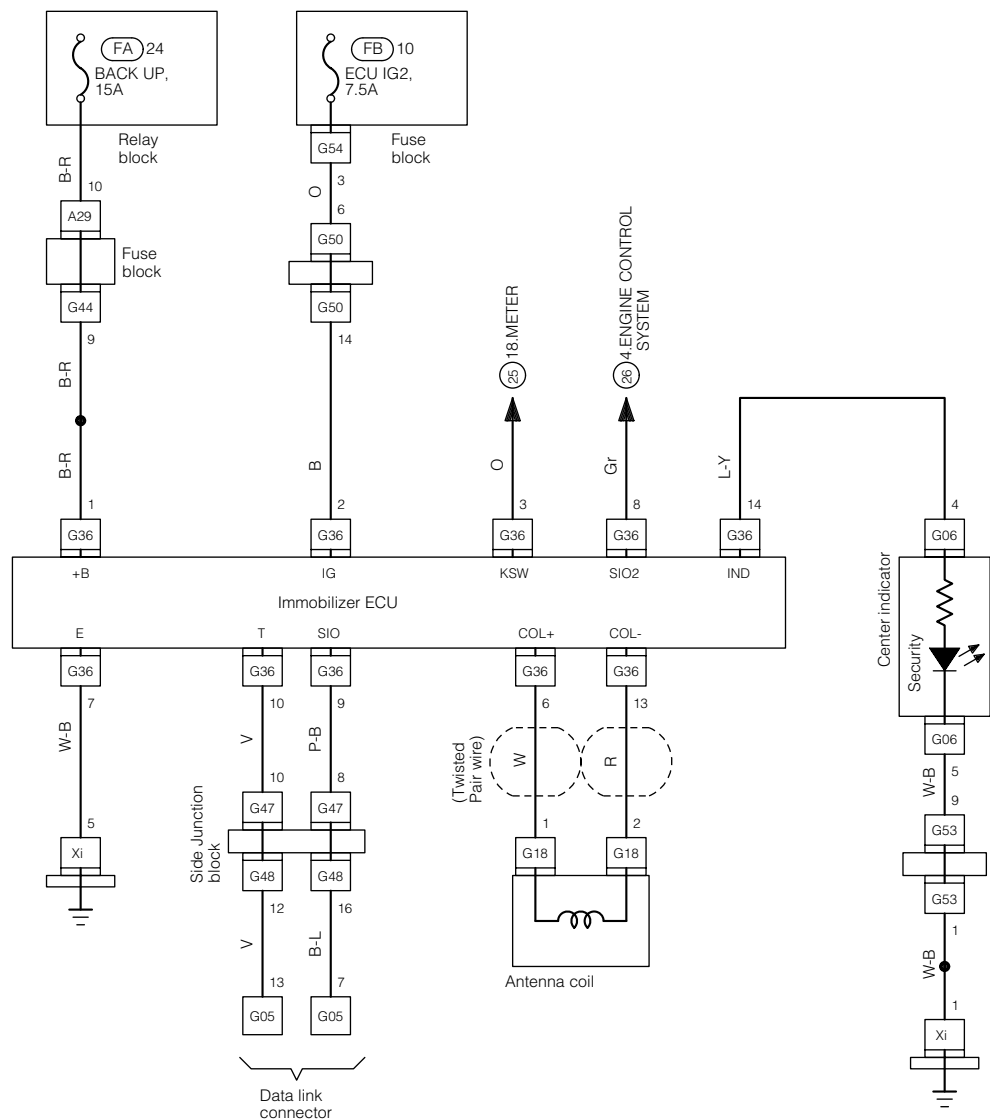 FA 24
BACK UP,
15A
FB 10
ECU IG2,
7.5A
Relay
block
G54
Fuse
block
B-R
10
O
3
A29
6
G50
Fuse
block
G44
G50
9
14
B-R
25 18.METER
26 4.ENGINE CONTROL
SYSTEM
B-R
B
O
Gr
L-Y
1
2
3
8
14
4
G36
G36
G36
G36
G36
G06
+B
IG
KSW
SIO2
IND
Immobilizer ECU
Center indicator
Security
E
T
SIO
COL+
COL-
G36
G36
G36
G36
G36
7
10
9
6
13
G06
W-B
V
P-B
(Twisted
Pair wire)
W
R
W-B
5
10
8
9
5
1
2
Xi
G47
G47
G18
G18
G53
Side Junction
block
G48
G48
G53
12
16
1
V
B-L
W-B
Antenna coil
13
7
1
G05
G05
Xi
Data link
connector